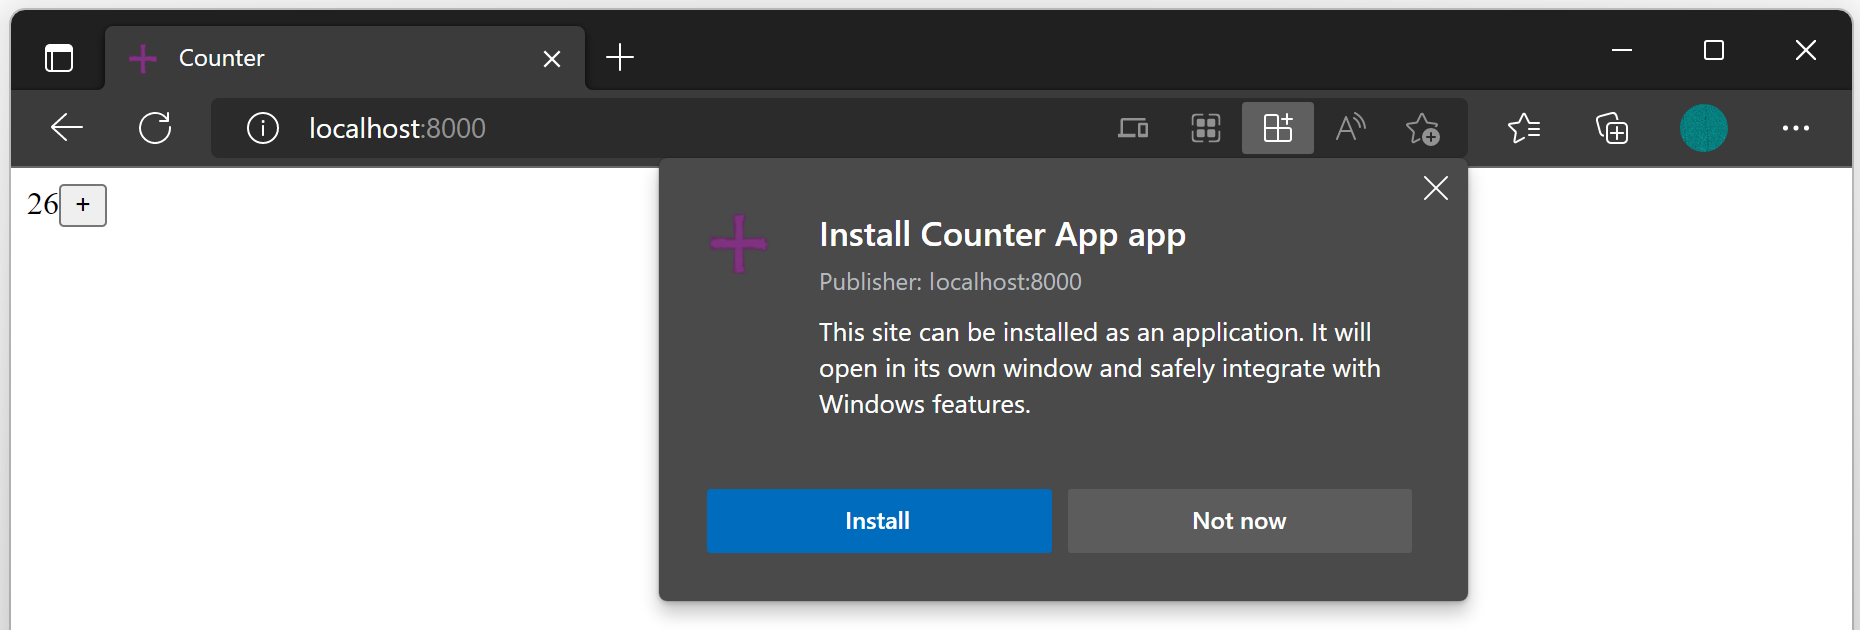 Counter
localhost:8000
26 +
Install Counter App app
Publisher: localhost:8000
This site can be installed as an application. It will
open in its own window and safely integrate with
Windows features.
Install
Not now